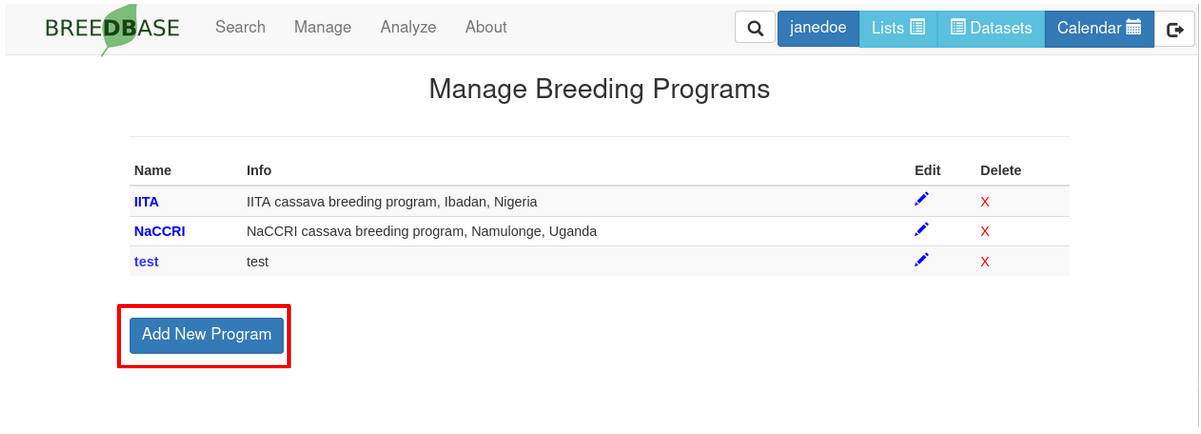 BREEDBASE Search Manage Analyze About janedoe Lists Datasets Calendar
Manage Breeding Programs
Name Info Edit Delete
IITA IITA cassava breeding program, Ibadan, Nigeria X
NaCCRI NaCCRI cassava breeding program, Namulonge, Uganda X
test test X
Add New Program